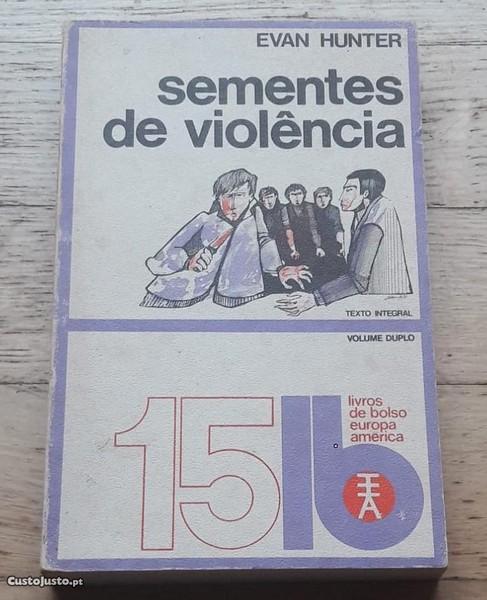 EVAN HUNTER
sementes
de violência
TEXTO INTEGRAL
VOLUME DUPLO
15 lb
livros
de bolso
europa
américa
CustoJusto.pt